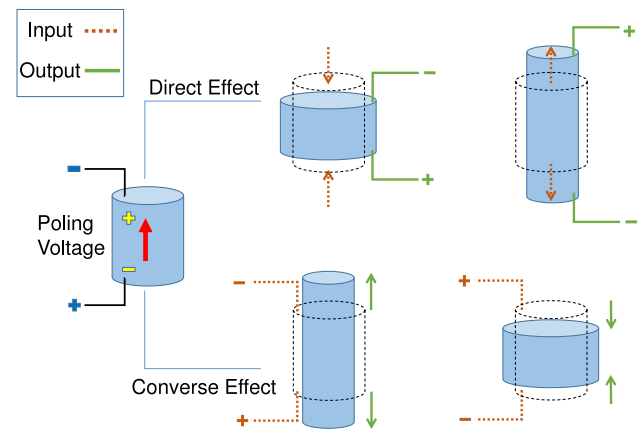 Input
Output
Direct Effect
− +
+ −
− + Poling
Voltage − +
− +
+ −
Converse Effect